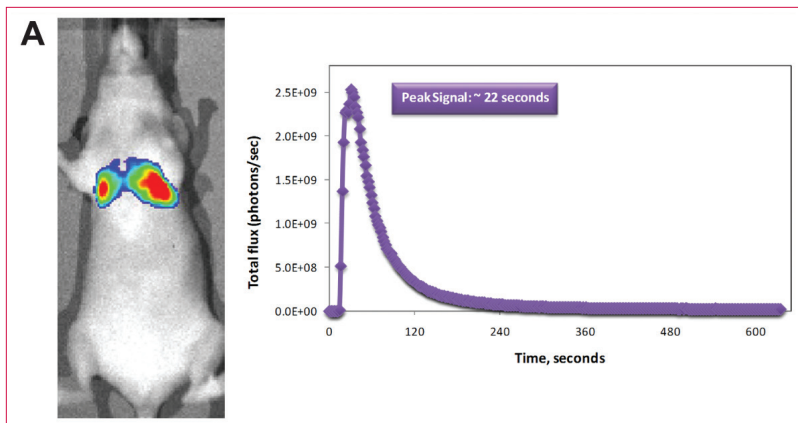 A
Peak Signal: ~ 22 seconds
2.5E+09
2.0E+09
1.5E+09
1.0E+09
5.0E+08
0.0E+00
Total flux (photons/sec)
0 120 240 360 480 600
Time, seconds